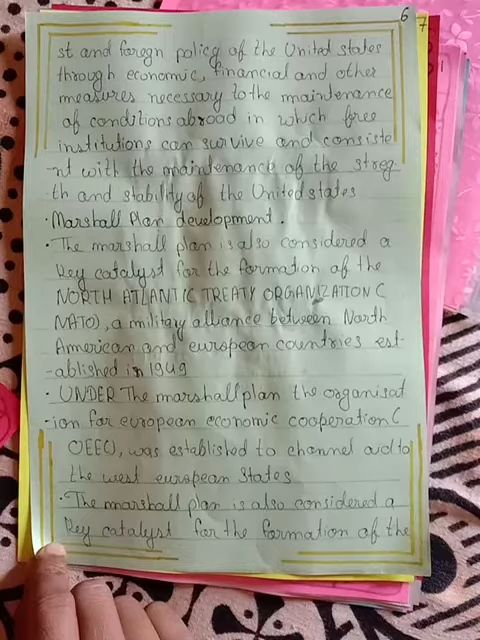 6
7
st and foregn policy of the United states
through economic, financial and other
measures necessary to the maintenance
of conditions abroad in which free
institutions can survive and consiste
-nt with the maintenance of the streg
th and stability of the United states
• Marshall Plan development.
• The marshall plan is also considered a
key catalyst for the formation of the
NORTH ATLANTIC TREATY ORGANIZATION (
NATO), a military alliance between North
American and european countries est-
-ablished in 1949
• UNDER The marshall plan the organisat
-ion for european economic cooperation (
OEEO, was established to channel aid to
the west european States
• The marshall plan is also considered a
key catalyst for the formation of the